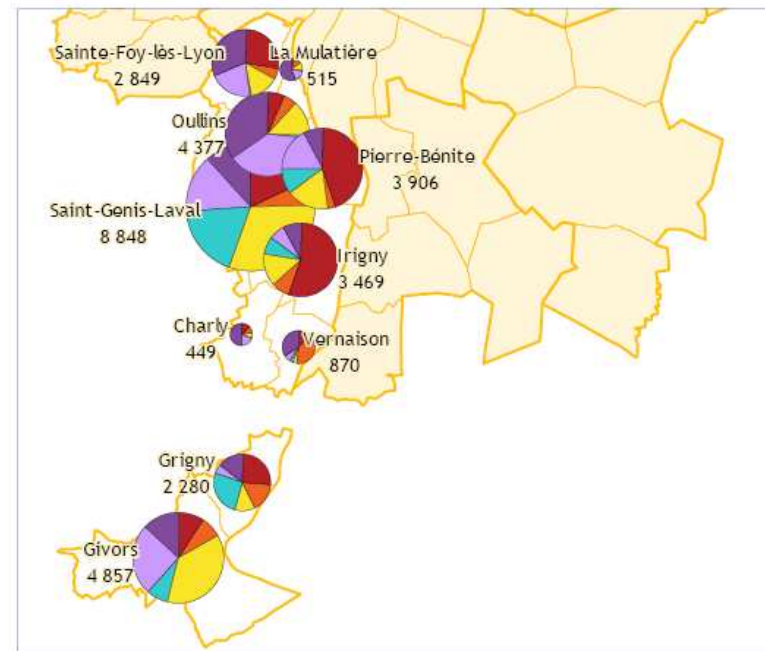 Sainte-Foy-lès-Lyon
2 849
La Mulatière
515
Oullins
4 377
Pierre-Bénite
3 906
Saint-Genis-Laval
8 848
Irigny
3 469
Charly
449
Vernaison
870
Grigny
2 280
Givors
4 857